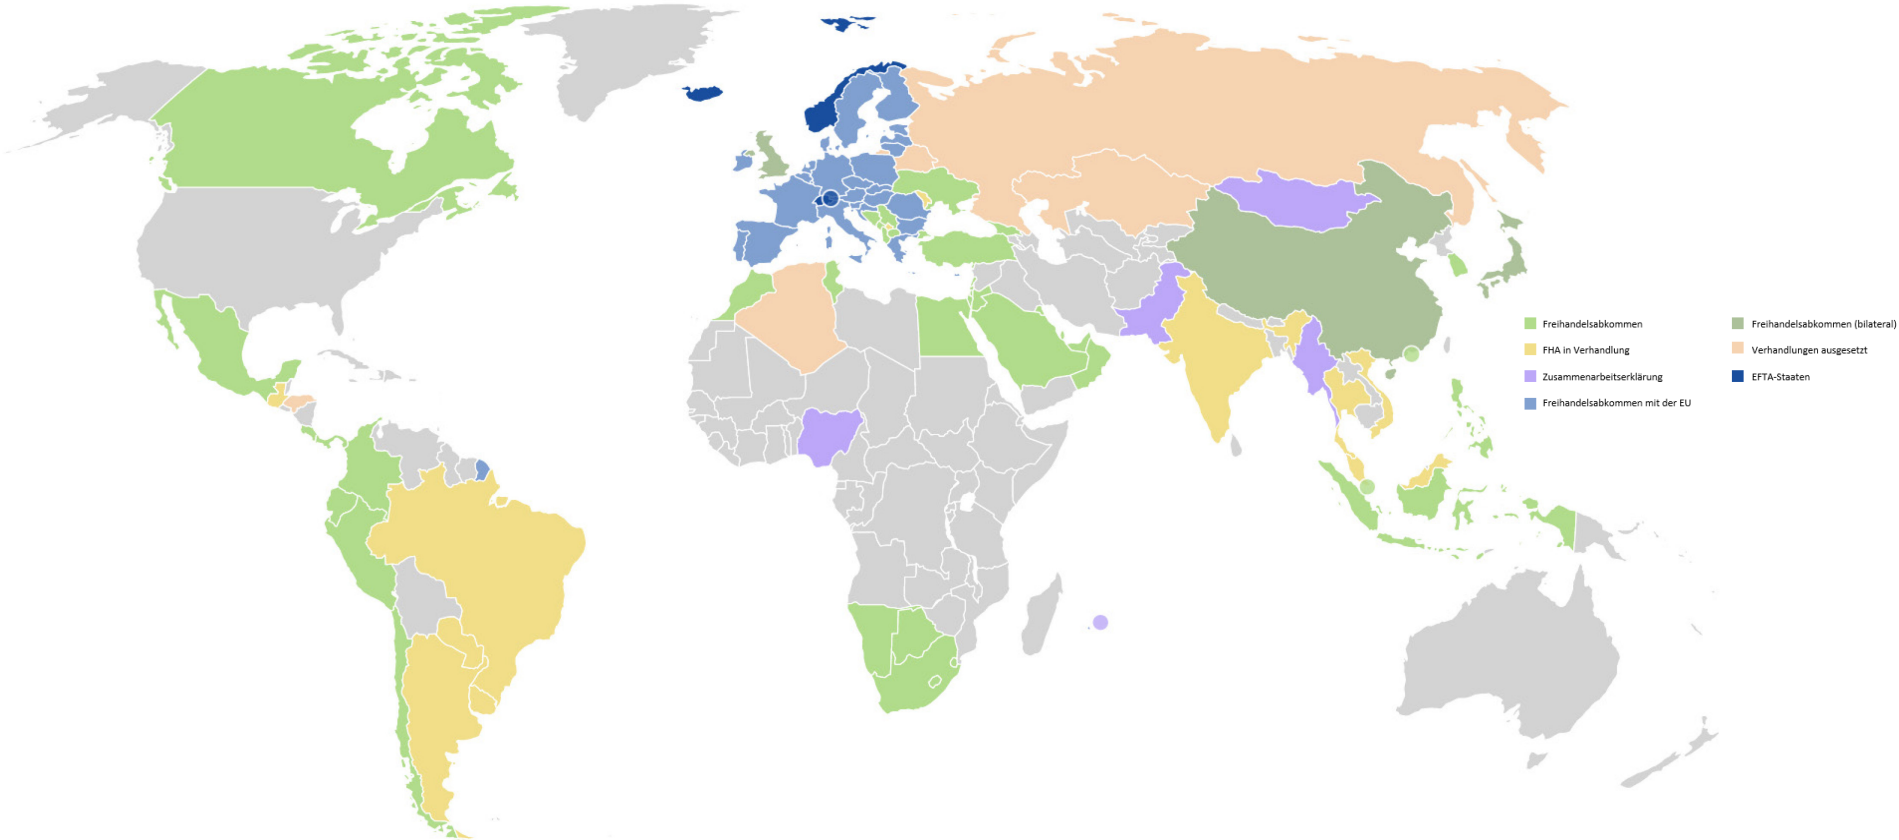 Freihandelsabkommen
FHA in Verhandlung
Zusammenarbeitserklärung
Freihandelsabkommen mit der EU
Freihandelsabkommen (bilateral)
Verhandlungen ausgesetzt
EFTA-Staaten